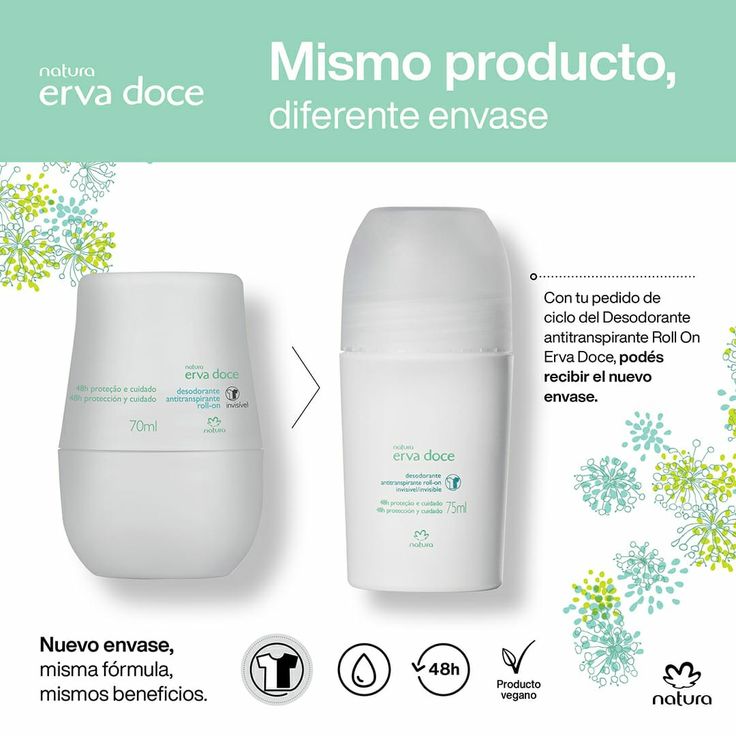 natura
erva doce
Mismo producto,
diferente envase
Con tu pedido de
ciclo del Desodorante
antitranspirante Roll On
Erva Doce, podés
recibir el nuevo
envase.
natura
erva doce
48h proteção e cuidado
48h protección y cuidado
desodorante
antitranspirante
roll-on
invisível
70ml
natura
natura
erva doce
desodorante
antitranspirante roll-on
invisível/invisible
48h proteção e cuidado
48h protección y cuidado
75ml
natura
Nuevo envase,
misma fórmula,
mismos beneficios.
48h
Producto
vegano
natura